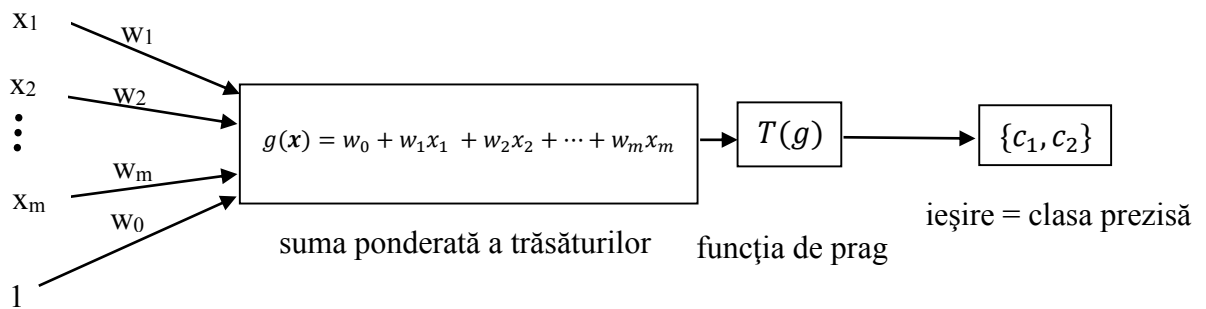 x₁
w₁
x₂
w₂
⋮
g(𝒙) = w₀ + w₁x₁ + w₂x₂ + ⋯ + wₘxₘ
T(g)
{c₁, c₂}
wₘ
xₘ
w₀
ieşire = clasa prezisă
suma ponderată a trăsăturilor
funcţia de prag
1